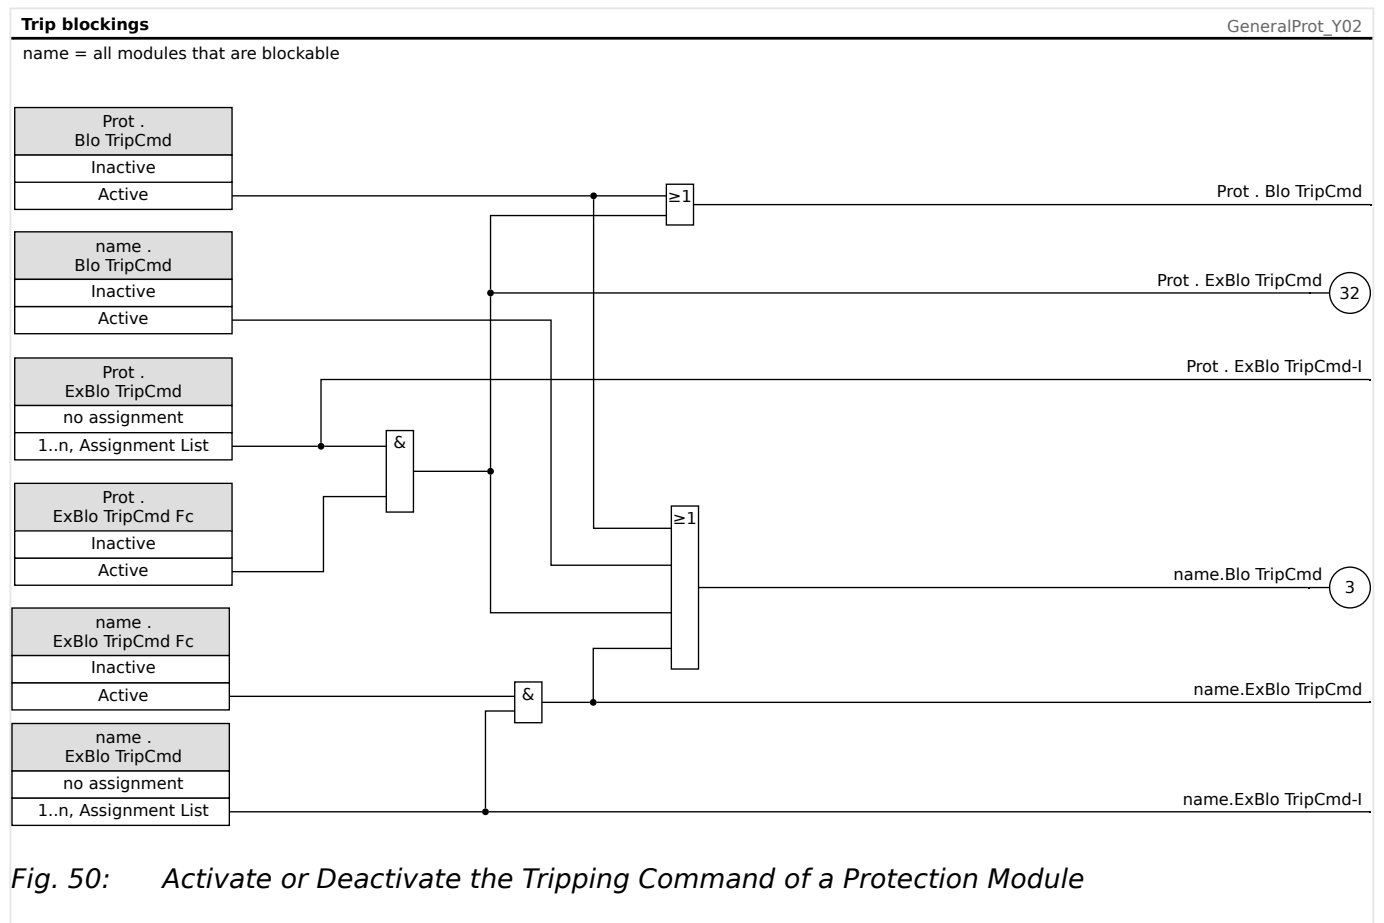 Trip blockings
GeneralProt_Y02
name = all modules that are blockable
Prot .
Blo TripCmd
Inactive
Active
≥1
Prot . Blo TripCmd
name .
Blo TripCmd
Inactive
Active
Prot . ExBlo TripCmd
32
Prot .
ExBlo TripCmd
no assignment
1..n, Assignment List
&
Prot . ExBlo TripCmd-I
Prot .
ExBlo TripCmd Fc
Inactive
Active
≥1
name.Blo TripCmd
3
name .
ExBlo TripCmd Fc
Inactive
Active
&
name.ExBlo TripCmd
name .
ExBlo TripCmd
no assignment
1..n, Assignment List
name.ExBlo TripCmd-I
Fig. 50: Activate or Deactivate the Tripping Command of a Protection Module